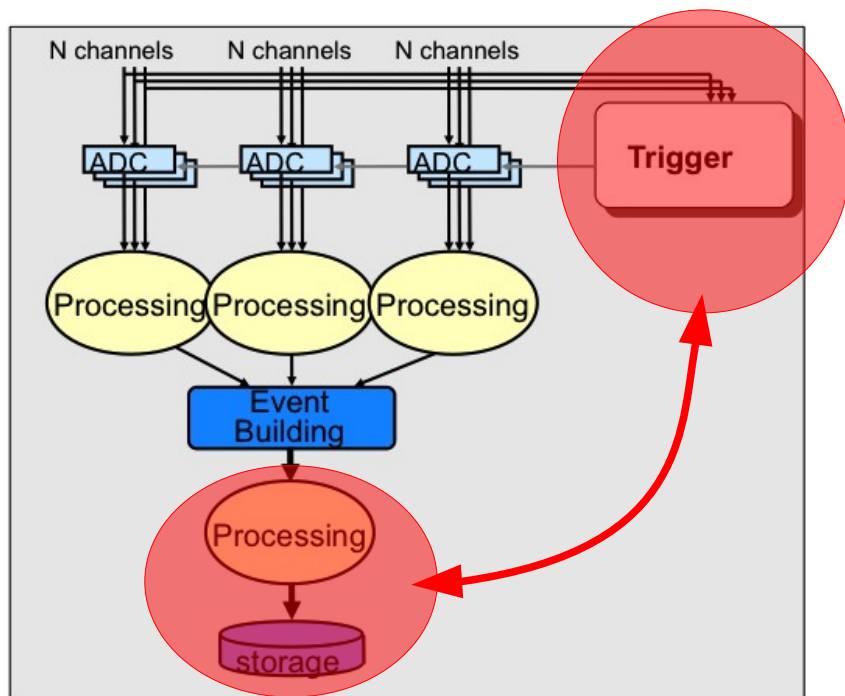 N channels N channels N channels
ADC ADC ADC Trigger
Processing Processing Processing
Event
Building
Processing
storage